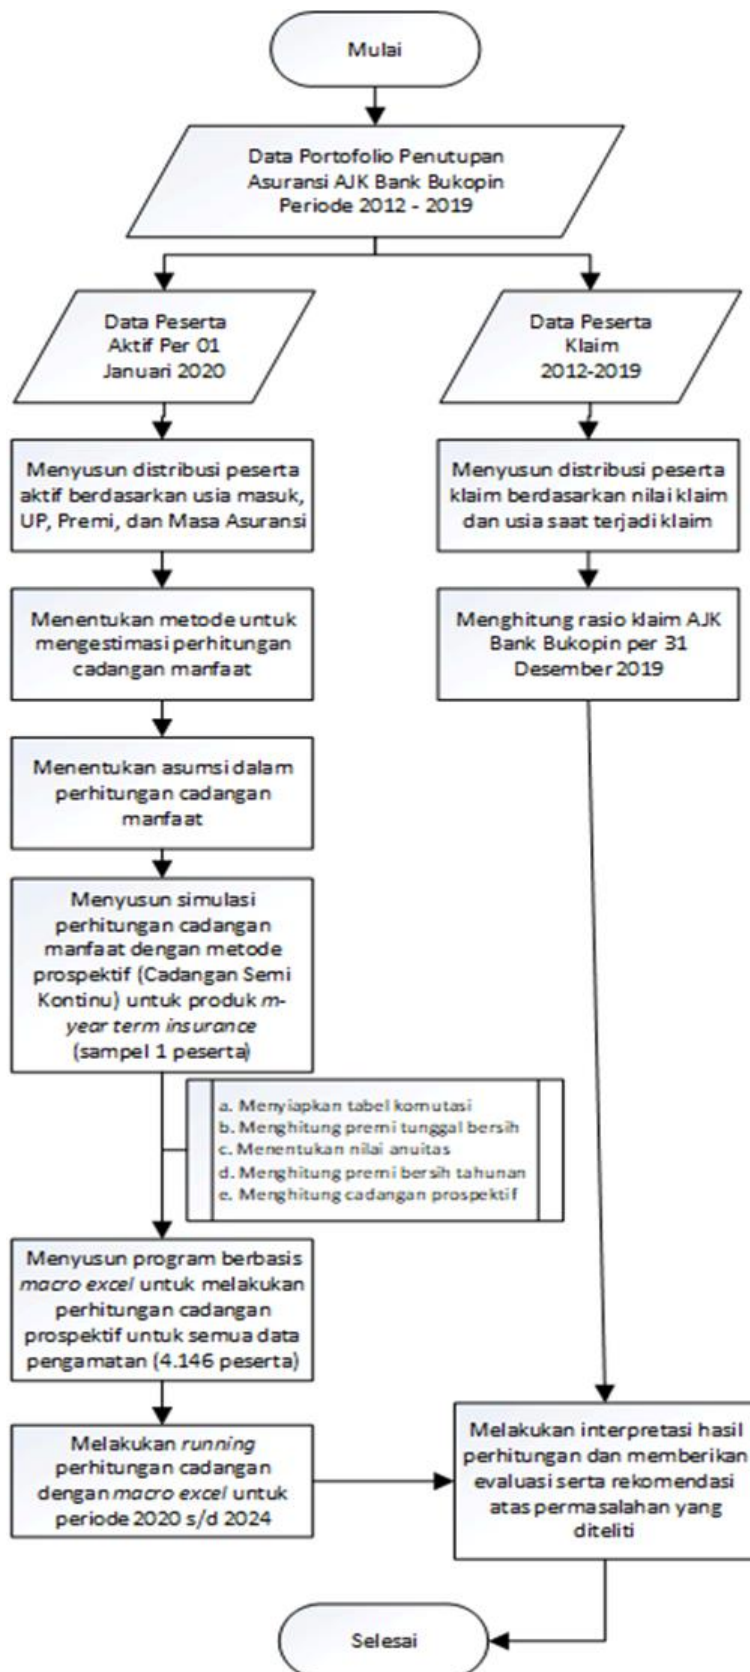 Mulai
Data Portofolio Penutupan
Asuransi AJK Bank Bukopin
Periode 2012 - 2019
Data Peserta
Aktif Per 01
Januari 2020
Data Peserta
Klaim
2012-2019
Menyusun distribusi peserta
aktif berdasarkan usia masuk,
UP, Premi, dan Masa Asuransi
Menyusun distribusi peserta
klaim berdasarkan nilai klaim
dan usia saat terjadi klaim
Menentukan metode untuk
mengestimasi perhitungan
cadangan manfaat
Menghitung rasio klaim AJK
Bank Bukopin per 31
Desember 2019
Menentukan asumsi dalam
perhitungan cadangan
manfaat
Menyusun simulasi
perhitungan cadangan
manfaat dengan metode
prospektif (Cadangan Semi
Kontinu) untuk produk m-
year term insurance
(sampel 1 peserta)
a. Menyiapkan tabel komutasi
b. Menghitung premi tunggal bersih
c. Menentukan nilai anuitas
d. Menghitung premi bersih tahunan
e. Menghitung cadangan prospektif
Menyusun program berbasis
macro excel untuk melakukan
perhitungan cadangan
prospektif untuk semua data
pengamatan (4.146 peserta)
Melakukan running
perhitungan cadangan
dengan macro excel untuk
periode 2020 s/d 2024
Melakukan interpretasi hasil
perhitungan dan memberikan
evaluasi serta rekomendasi
atas permasalahan yang
diteliti
Selesai